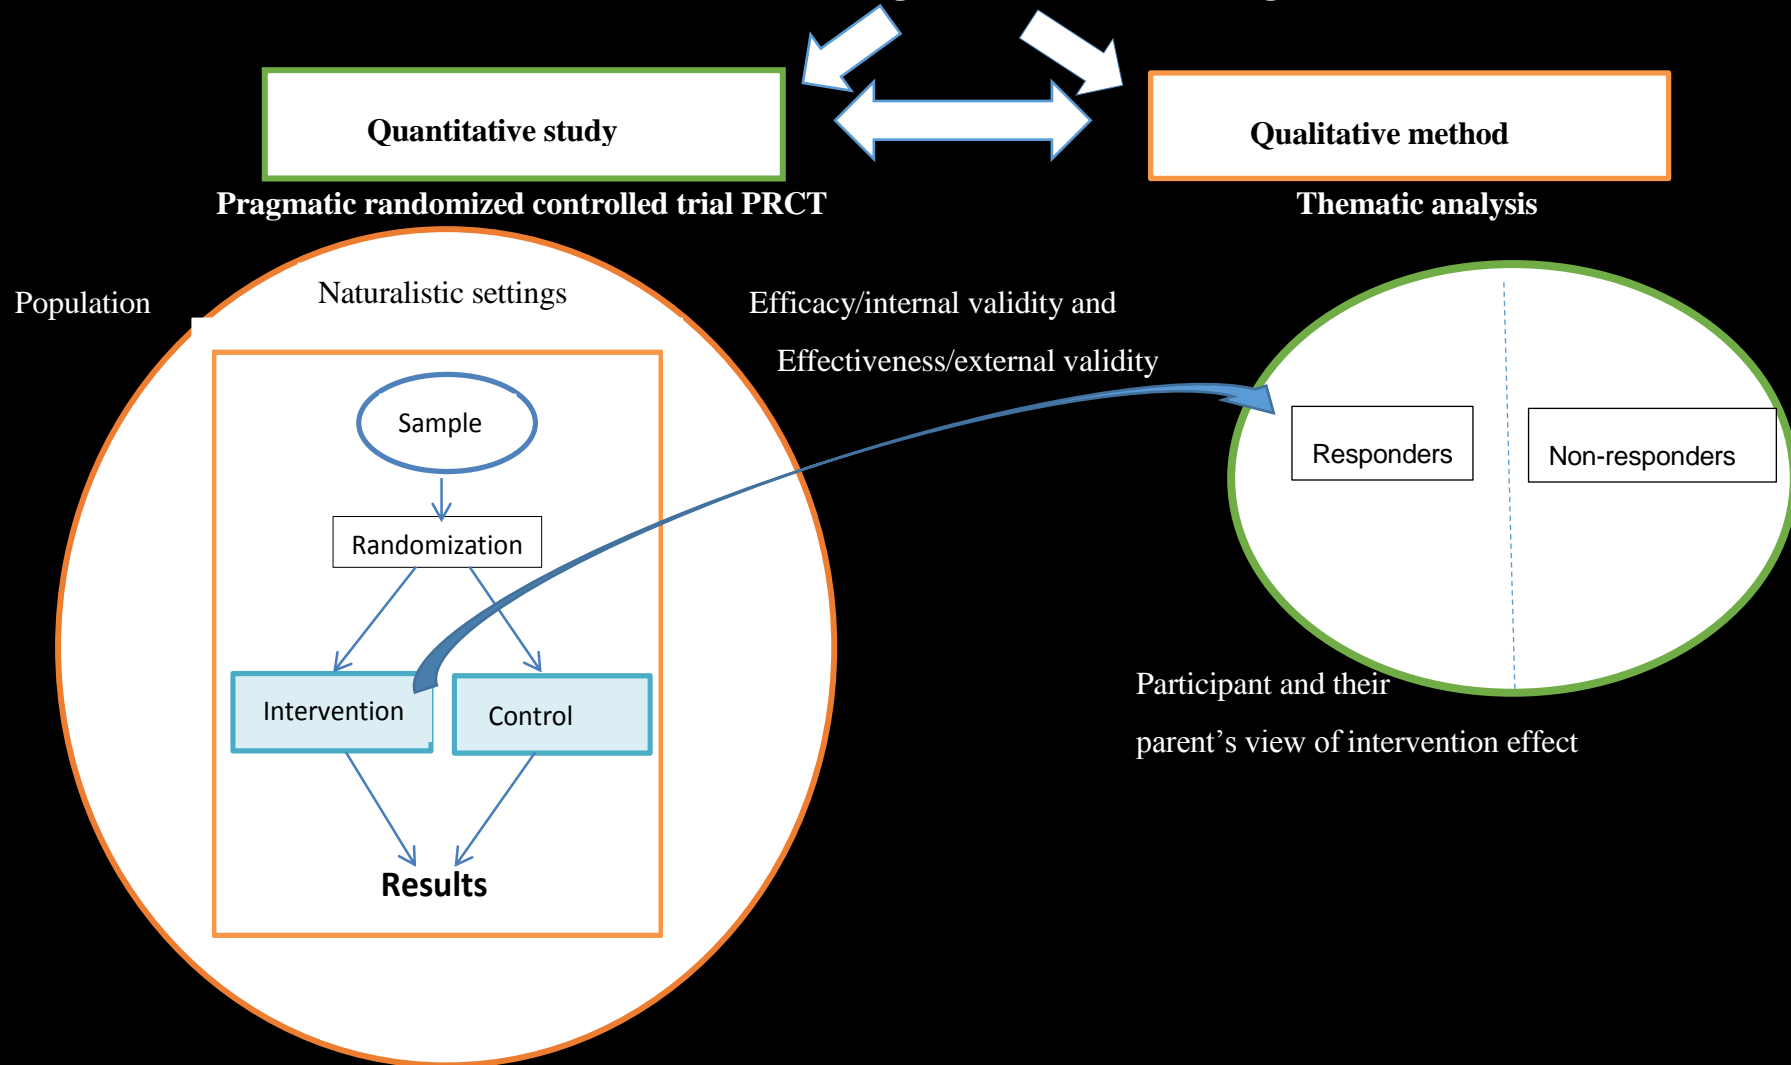 Quantitative study
Qualitative method
Pragmatic randomized controlled trial PRCT
Thematic analysis
Population
Naturalistic settings
Efficacy/internal validity and
Effectiveness/external validity
Sample
Responders
Non-responders
Randomization
Intervention
Control
Participant and their
parent’s view of intervention effect
Results